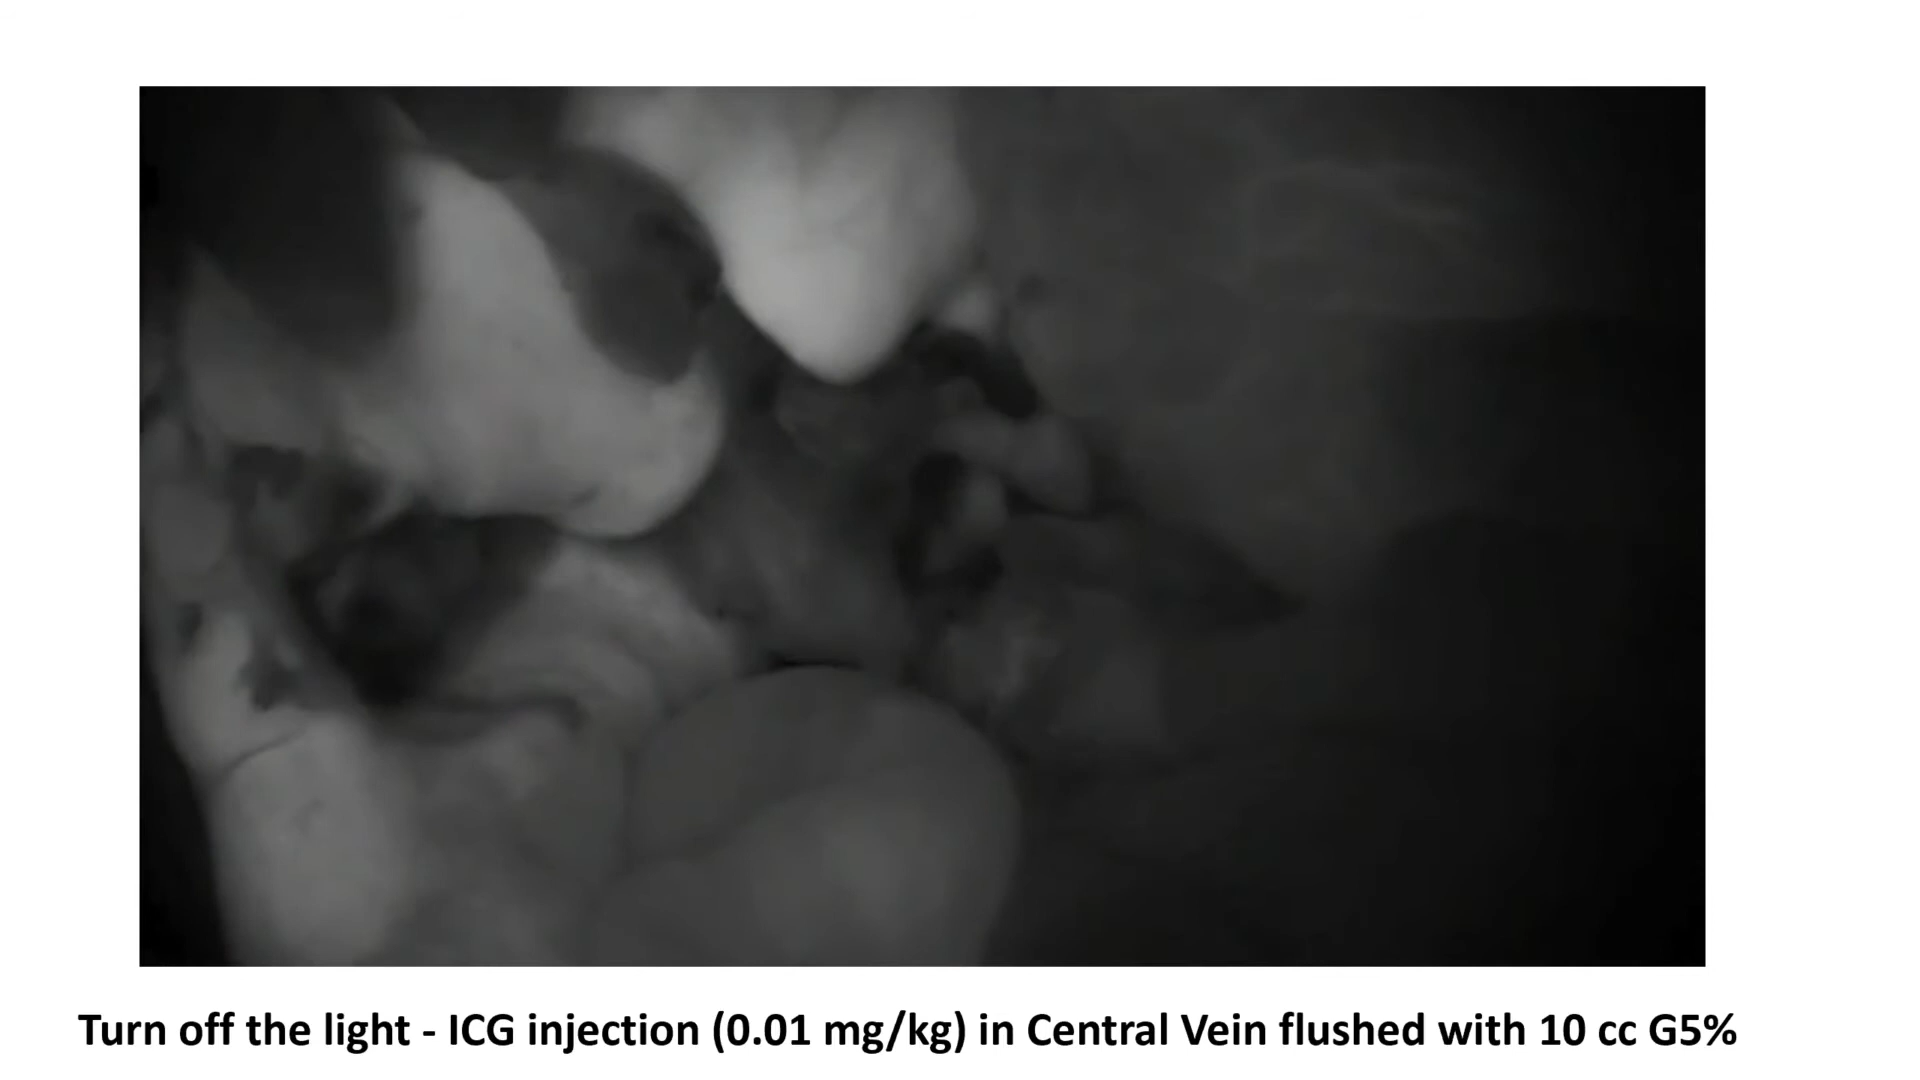 Turn off the light - ICG injection (0.01 mg/kg) in Central Vein flushed with 10 cc G5%